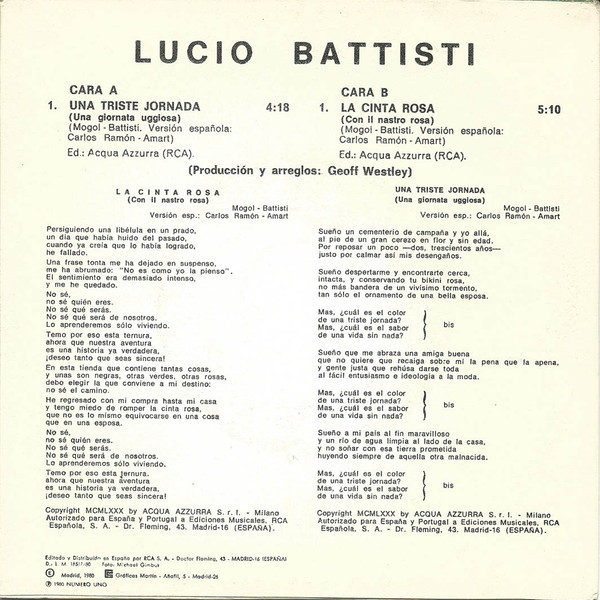 LUCIO BATTISTI
CARA A
1. UNA TRISTE JORNADA 4:18
(Una giornata uggiosa)
(Mogol-Battisti. Versión española:
Carlos Ramón-Amart)
Ed.: Acqua Azzurra (RCA).
CARA B
1. LA CINTA ROSA 5:10
(Con il nastro rosa)
(Mogol-Battisti. Versión española:
Carlos Ramón-Amart)
Ed.: Acqua Azzurra (RCA).
(Producción y arreglos: Geoff Westley)
LA CINTA ROSA
(Con il nastro rosa)
Mogol-Battisti
Versión esp.: Carlos Ramón-Amart
Persiguiendo una libélula en un prado,
un día que había huido del pasado,
cuando ya creía que lo había logrado,
he fallado.
Una frase tonta me ha dejado en suspenso,
me ha abrumado: "No es como yo la pienso".
El sentimiento era demasiado intenso,
y me he quedado.
No sé,
no sé quién eres.
No sé qué serás.
No sé qué será de nosotros.
Lo aprenderemos sólo viviendo.
Temo por eso esta ternura,
ahora que nuestra aventura
es una historia ya verdadera,
¡deseo tanto que seas sincera!
En esta tienda que contiene tantas cosas,
y unas son negras, otras verdes, otras rosas,
debo elegir la que conviene a mi destino:
no sé el camino.
He regresado con mi compra hasta mi casa
y tengo miedo de romper la cinta rosa,
que no es lo mismo equivocarse en una cosa
que en una esposa.
No sé,
no sé quién eres.
No sé qué serás.
No sé qué será de nosotros.
Lo aprenderemos sólo viviendo.
Temo por eso esta ternura.
ahora que nuestra aventura
es una historia ya verdadera,
¡deseo tanto que seas sincera!
Copyright MCMLXXX by ACQUA AZZURRA S. r. l. - Milano
Autorizado para España y Portugal a Ediciones Musicales, RCA
Española, S. A. - Dr. Fleming, 43. Madrid-16 (ESPAÑA).
UNA TRISTE JORNADA
(Una giornata uggiosa)
Mogol-Battisti
Versión esp.: Carlos Ramón-Amart
Sueño un cementerio de campaña y yo allá,
al pie de un gran cerezo en flor y sin edad.
Por reposar un poco —dos, trescientos años—
justo por calmar así mis desengaños.
Sueño despertarme y encontrarte cerca,
intacta, y conservando tu bikini rosa,
no más bandera de un vivísimo tormento,
tan sólo el ornamento de una bella esposa.
Mas, ¿cuál es el color
de una triste jornada?
Mas, ¿cuál es el sabor
de una vida sin nada?
bis
Sueño que me abraza una amiga buena
que no quiere que recaiga sobre mí la pena que la apena,
y gente justa que rehúsa darse toda
al fácil entusiasmo e ideología a la moda.
Mas, ¿cuál es el color
de una triste jornada?
Mas, ¿cuál es el sabor
de una vida sin nada?
bis
Sueño a mi país al fin maravilloso
y un río de agua limpia al lado de la casa,
y no soñar con esa tierra prometida
huyendo siempre de aquella otra malnacida.
Mas, ¿cuál es el color
de una triste jornada?
Mas, ¿cuál es el sabor
de una vida sin nada?
bis
Copyright MCMLXXX by ACQUA AZZURRA S. r. l. - Milano
Autorizado para España y Portugal a Ediciones Musicales, RCA
Española, S. A. - Dr. Fleming, 43. Madrid-16 (ESPAÑA).
Editado y Distribuido en España por RCA S. A. - Doctor Fleming, 43 - MADRID-16 (ESPAÑA)
Foto: Michael Gimbus
Madrid, 1980 Gráficas Martín - Añafil, 5 - Madrid-26
Ⓟ 1980 NUMERO UNO